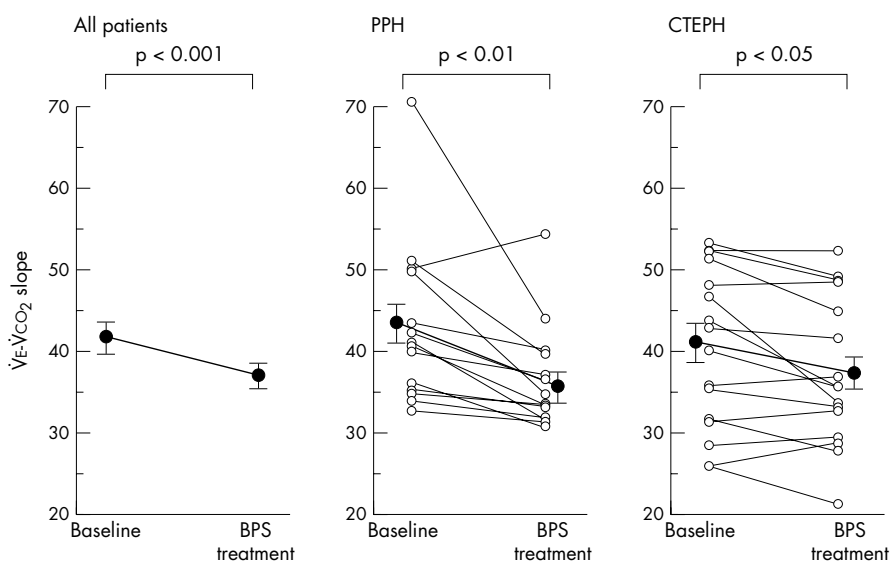 All patients
p < 0.001
70
60
50
40
30
20
V̇E-V̇CO₂ slope
Baseline
BPS
treatment
PPH
p < 0.01
70
60
50
40
30
20
Baseline
BPS
treatment
CTEPH
p < 0.05
70
60
50
40
30
20
Baseline
BPS
treatment